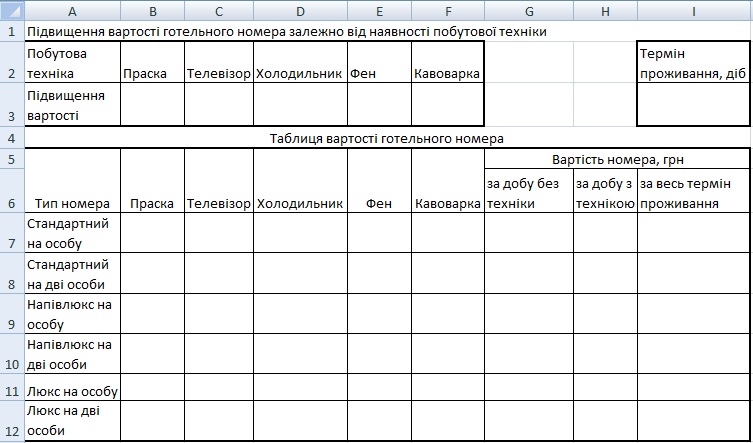 A B C D E F G H I
1 Підвищення вартості готельного номера залежно від наявності побутової техніки
Побутова Термін
2 техніка Праска Телевізор Холодильник Фен Кавоварка проживання, діб
Підвищення
3 вартості
4 Таблиця вартості готельного номера
5 Вартість номера, грн
за добу без за добу з за весь термін
6 Тип номера Праска Телевізор Холодильник Фен Кавоварка техніки технікою проживання
Стандартний
7 на особу
Стандартний
8 на дві особи
Напівлюкс на
9 особу
Напівлюкс на
10 дві особи
11 Люкс на особу
Люкс на дві
12 особи